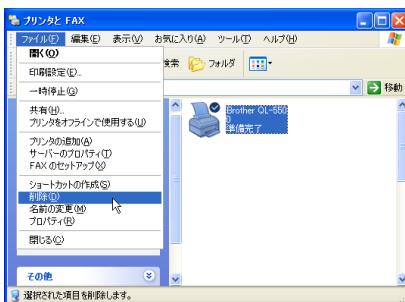 プリンタと FAX
ファイル(F) 編集(E) 表示(V) お気に入り(A) ツール(T) ヘルプ(H)
開く(O)
印刷設定(E)...
一時停止(G)
共有(H)...
プリンタをオフラインで使用する(U)
プリンタの追加(A)
サーバーのプロパティ(T)
FAX のセットアップ(X)
ショートカットの作成(S)
削除(D)
名前の変更(M)
プロパティ(R)
閉じる(C)
検索 フォルダ
移動
Brother QL-550
0
準備完了
その他
選択された項目を削除します。